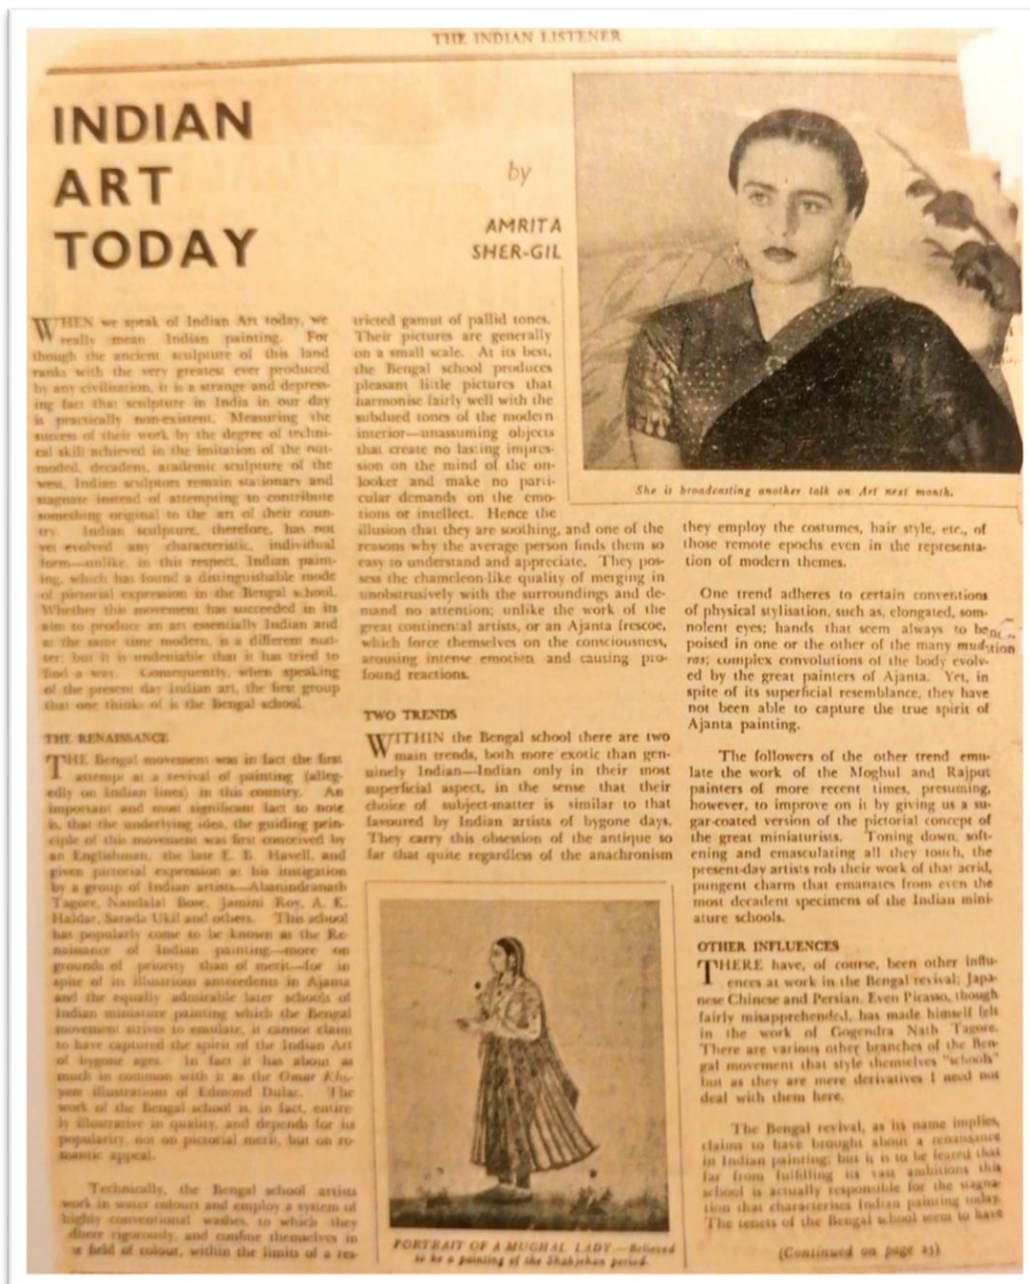 THE INDIAN LISTENER
INDIAN
ART
TODAY
by
AMRITA
SHER-GIL
WHEN we speak of Indian Art today, we
really mean Indian painting. For
though the ancient sculpture of this land
ranks with the very greatest ever produced
by any civilisation, it is a strange and depress-
ing fact that sculpture in India in our day
is practically non-existent. Measuring the
success of their work by the degree of techni-
cal skill achieved in the imitation of the out-
moded, decadent, academic sculpture of the
west, Indian sculptors remain stationary and
stagnate instead of attempting to contribute
something original to the art of their coun-
try. Indian sculpture, therefore, has not
yet evolved any characteristic, individual
form—unlike, in this respect, Indian paint-
ing, which has found a distinguishable mode
of pictorial expression in the Bengal school.
Whether this movement has succeeded in its
aim to produce an art essentially Indian and
at the same time modern, is a different mat-
ter; but it is undeniable that it has tried to
find a way. Consequently, when speaking
of the present day Indian art, the first group
that one thinks of is the Bengal school.
THE RENAISSANCE
THE Bengal movement was in fact the first
attempt at a revival of painting (alleg-
edly on Indian lines) in this country. An
important and most significant fact to note
is, that the underlying idea, the guiding prin-
ciple of this movement was first conceived by
an Englishman, the late E. B. Havell, and
given pictorial expression at his instigation
by a group of Indian artists—Abanindranath
Tagore, Nandalal Bose, Jamini Roy, A. K.
Haldar, Sarada Ukil and others. This school
has popularly come to be known as the Re-
naissance of Indian painting—more on
grounds of priority than of merit—for in
spite of its illustrious antecedents in Ajanta
and the equally admirable later schools of
Indian miniature painting which the Bengal
movement strives to emulate, it cannot claim
to have captured the spirit of the Indian Art
of bygone ages. In fact it has about as
much in common with it as the Omar Kha-
yam illustrations of Edmond Dulac. The
work of the Bengal school is, in fact, entire-
ly illustrative in quality, and depends for its
popularity, not on pictorial merit, but on ro-
mantic appeal.
Technically, the Bengal school artists
work in water colours and employ a system of
highly conventional washes, to which they
dhere rigorously, and confine themselves in
field of colour, within the limits of a res-
tricted gamut of pallid tones.
Their pictures are generally
on a small scale. At its best,
the Bengal school produces
pleasant little pictures that
harmonise fairly well with the
subdued tones of the modern
interior—unassuming objects
that create no lasting impres-
sion on the mind of the on-
looker and make no parti-
cular demands on the emo-
tions or intellect. Hence the
illusion that they are soothing, and one of the
reasons why the average person finds them so
easy to understand and appreciate. They pos-
sess the chameleon-like quality of merging in
unobstrusively with the surroundings and de-
mand no attention; unlike the work of the
great continental artists, or an Ajanta frescoe,
which force themselves on the consciousness,
arousing intense emotion and causing pro-
found reactions.
TWO TRENDS
WITHIN the Bengal school there are two
main trends, both more exotic than gen-
uinely Indian—Indian only in their most
superficial aspect, in the sense that their
choice of subject-matter is similar to that
favoured by Indian artists of bygone days.
They carry this obsession of the antique so
far that quite regardless of the anachronism
PORTRAIT OF A MUGHAL LADY.—Believed
to be a painting of the Shahjehan period.
She is broadcasting another talk on Art next month.
they employ the costumes, hair style, etc., of
those remote epochs even in the representa-
tion of modern themes.
One trend adheres to certain conventions
of physical stylisation, such as, elongated, som-
nolent eyes; hands that seem always to be
poised in one or the other of the many mud-
ras; complex convolutions of the body evolv-
ed by the great painters of Ajanta. Yet, in
spite of its superficial resemblance, they have
not been able to capture the true spirit of
Ajanta painting.
The followers of the other trend emu-
late the work of the Moghul and Rajput
painters of more recent times, presuming,
however, to improve on it by giving us a su-
gar-coated version of the pictorial concept of
the great miniaturists. Toning down, soft-
ening and emasculating all they touch, the
present-day artists rob their work of that acrid,
pungent charm that emanates from even the
most decadent specimens of the Indian mini-
ature schools.
OTHER INFLUENCES
THERE have, of course, been other influ-
ences at work in the Bengal revival; Japa-
nese Chinese and Persian. Even Picasso, though
fairly misapprehended, has made himself felt
in the work of Gogendra Nath Tagore.
There are various other branches of the Ben-
gal movement that style themselves "schools"
but as they are mere derivatives I need not
deal with them here.
The Bengal revival, as its name implies,
claims to have brought about a renaissance
in Indian painting; but it is to be feared that
far from fulfilling its vast ambitions this
school is actually responsible for the stagna-
tion that characterises Indian painting today.
The tenets of the Bengal school seem to have
(Continued on page 23)